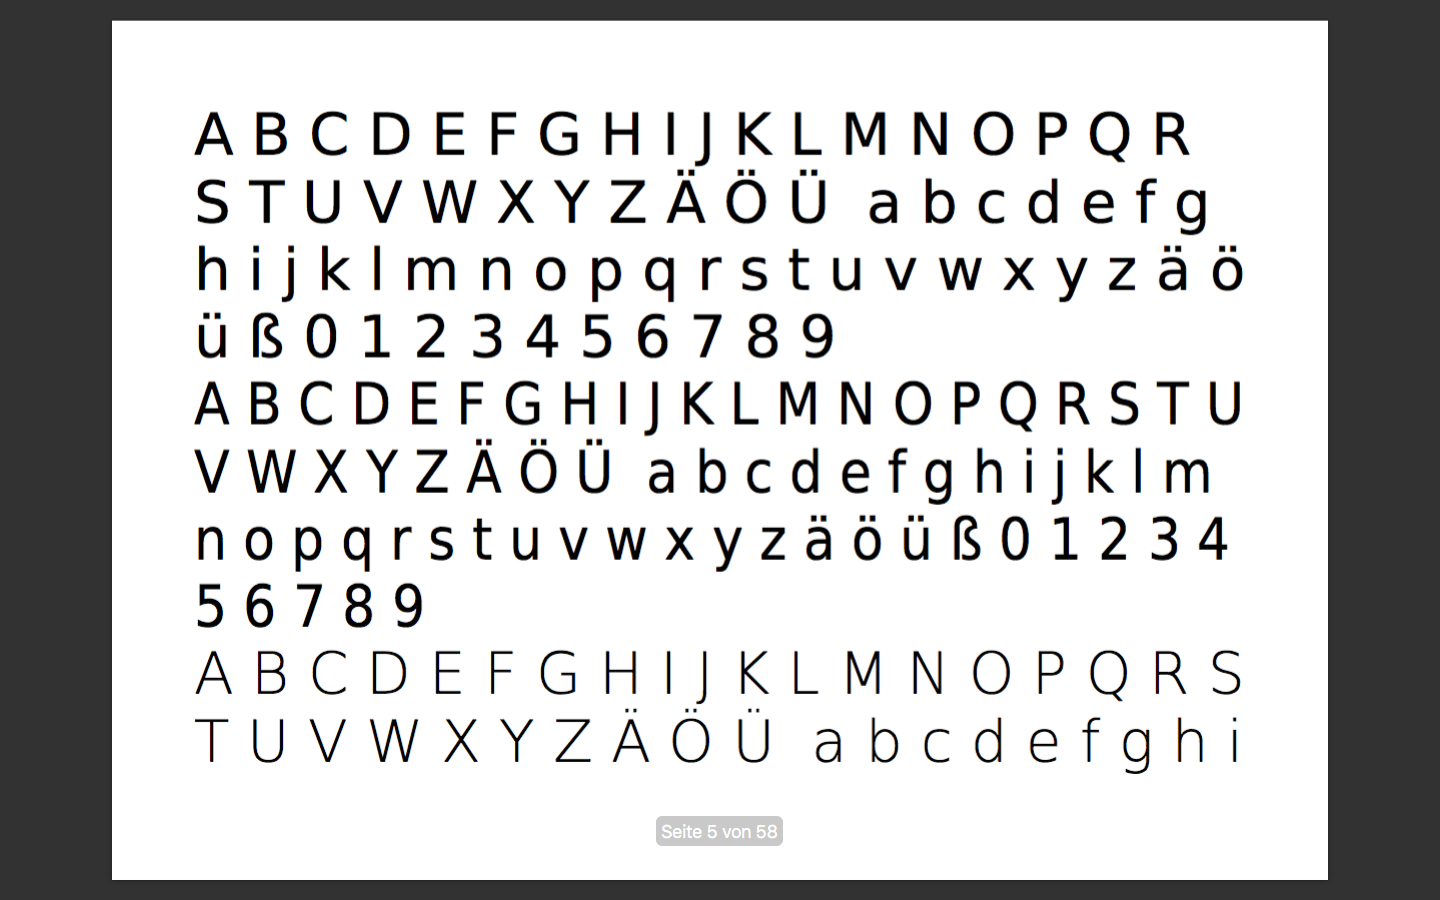 A B C D E F G H I J K L M N O P Q R
S T U V W X Y Z Ä Ö Ü a b c d e f g
h i j k l m n o p q r s t u v w x y z ä ö
ü ß 0 1 2 3 4 5 6 7 8 9
A B C D E F G H I J K L M N O P Q R S T U
V W X Y Z Ä Ö Ü a b c d e f g h i j k l m
n o p q r s t u v w x y z ä ö ü ß 0 1 2 3 4
5 6 7 8 9
A B C D E F G H I J K L M N O P Q R S
T U V W X Y Z Ä Ö Ü a b c d e f g h i
Seite 5 von 58